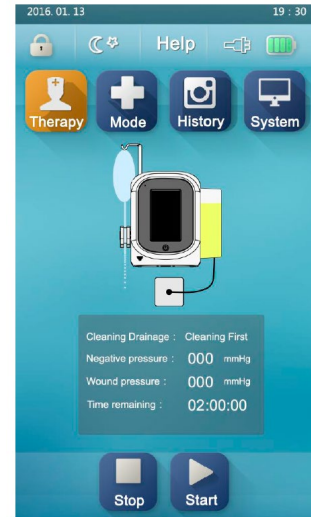 2016. 01. 13 19 : 30
Help
Therapy Mode History System
Cleaning Drainage : Cleaning First
Negative pressure : 000 mmHg
Wound pressure : 000 mmHg
Time remaining : 02:00:00
Stop Start